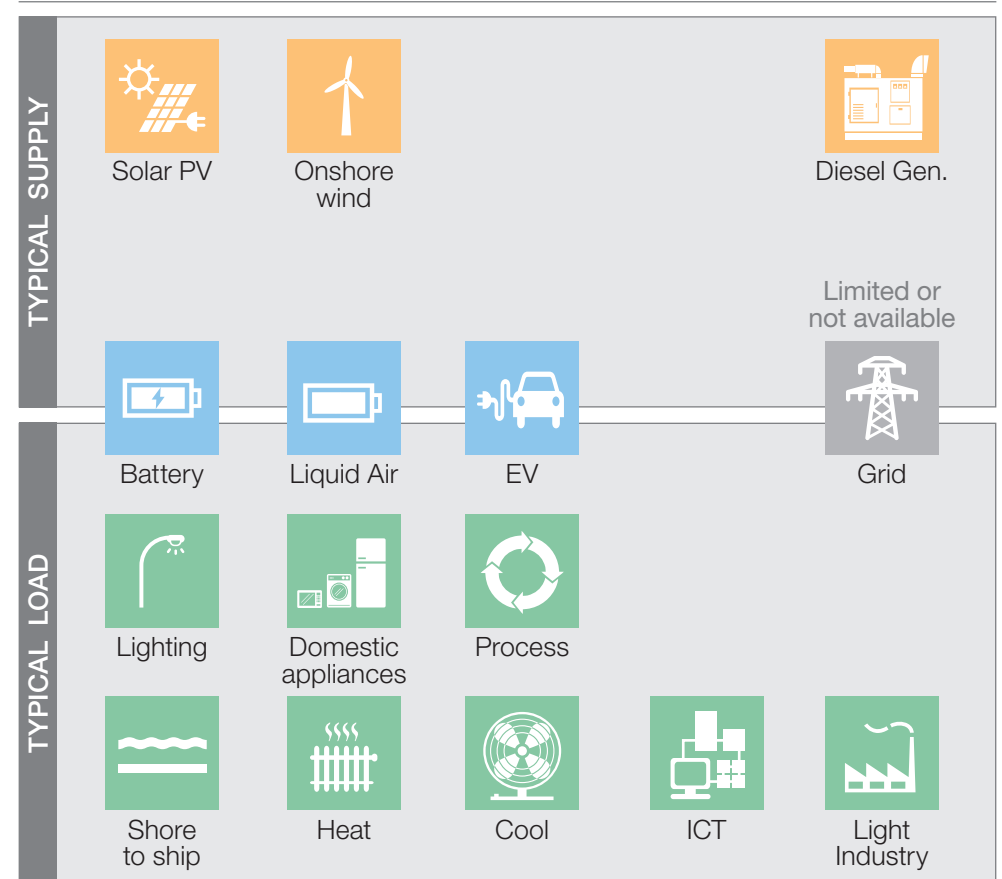 TYPICAL SUPPLY
Solar PV
Onshore
wind
Diesel Gen.
Limited or
not available
Battery
Liquid Air
EV
Grid
TYPICAL LOAD
Lighting
Domestic
appliances
Process
Shore
to ship
Heat
Cool
ICT
Light
Industry